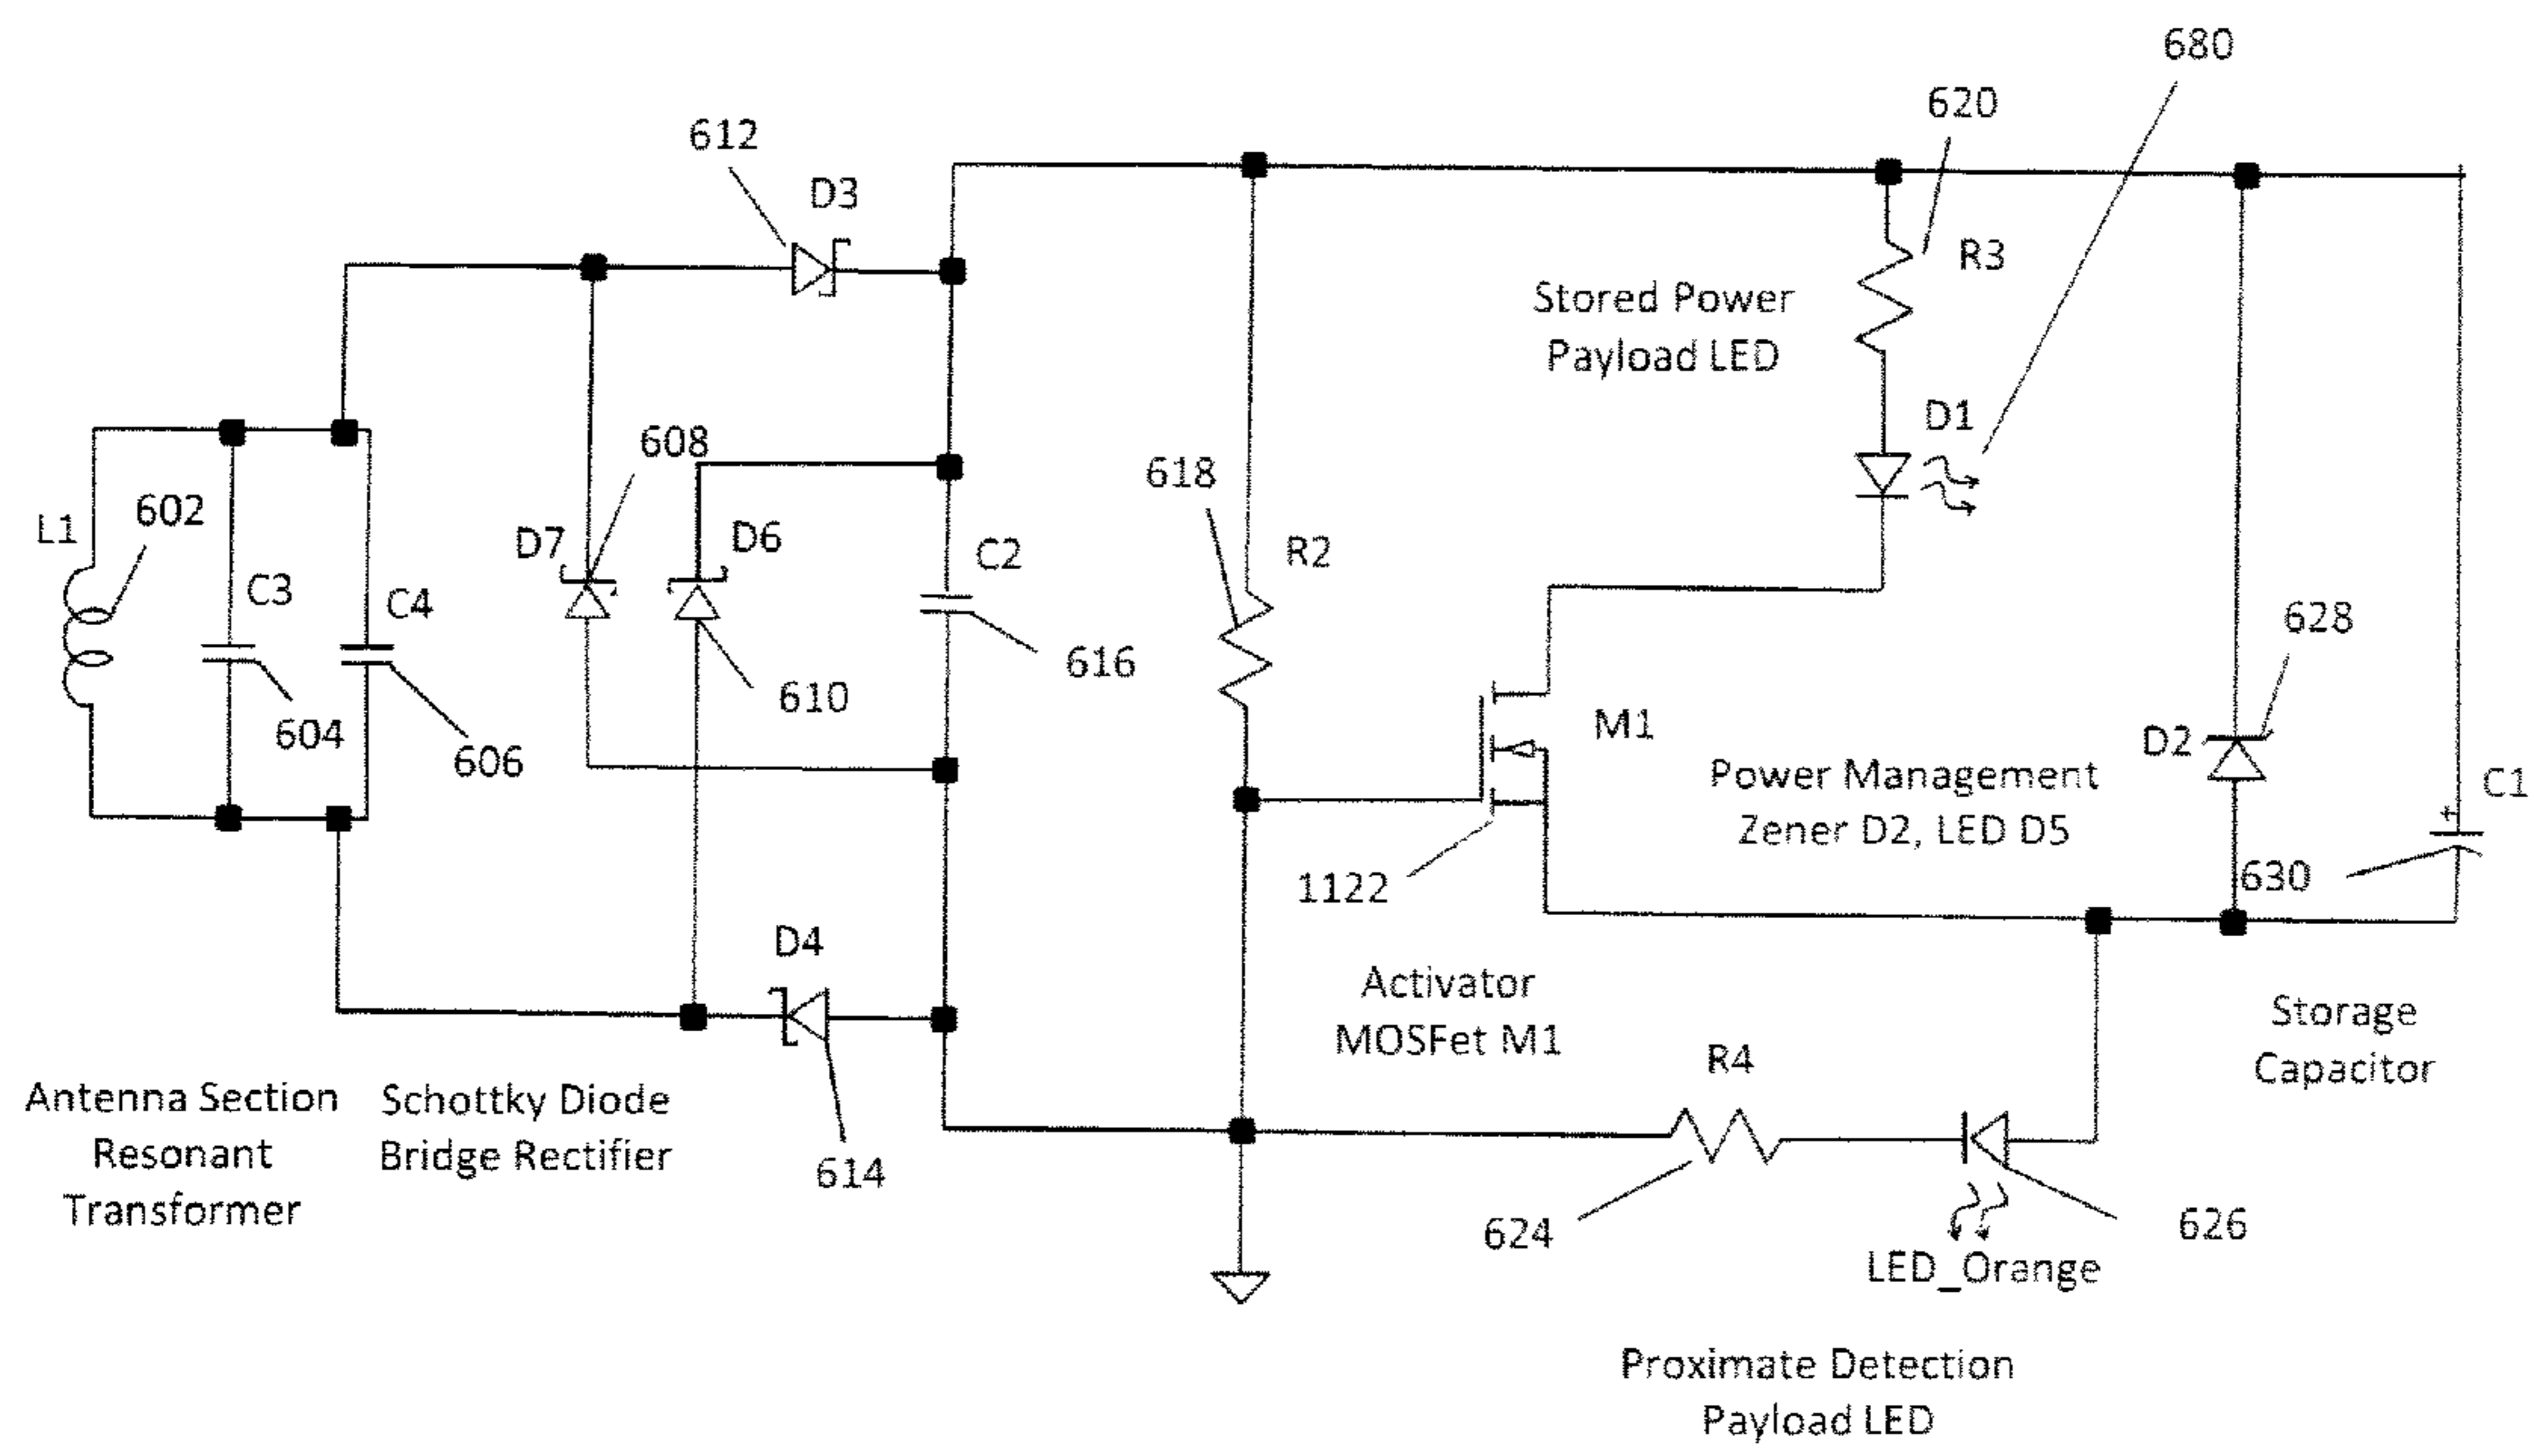 680
620
612
D3
R3
Stored Power
Payload LED
D1
608
618
602
L1
D7
D6
C2
R2
C3
C4
628
616
610
604
606
M1
D2
Power Management
Zener D2, LED D5
C1
+
1122
630
D4
Activator
MOSFet M1
Storage
Capacitor
R4
Antenna Section
Resonant
Transformer
Schottky Diode
Bridge Rectifier
614
624
626
LED_Orange
Proximate Detection
Payload LED